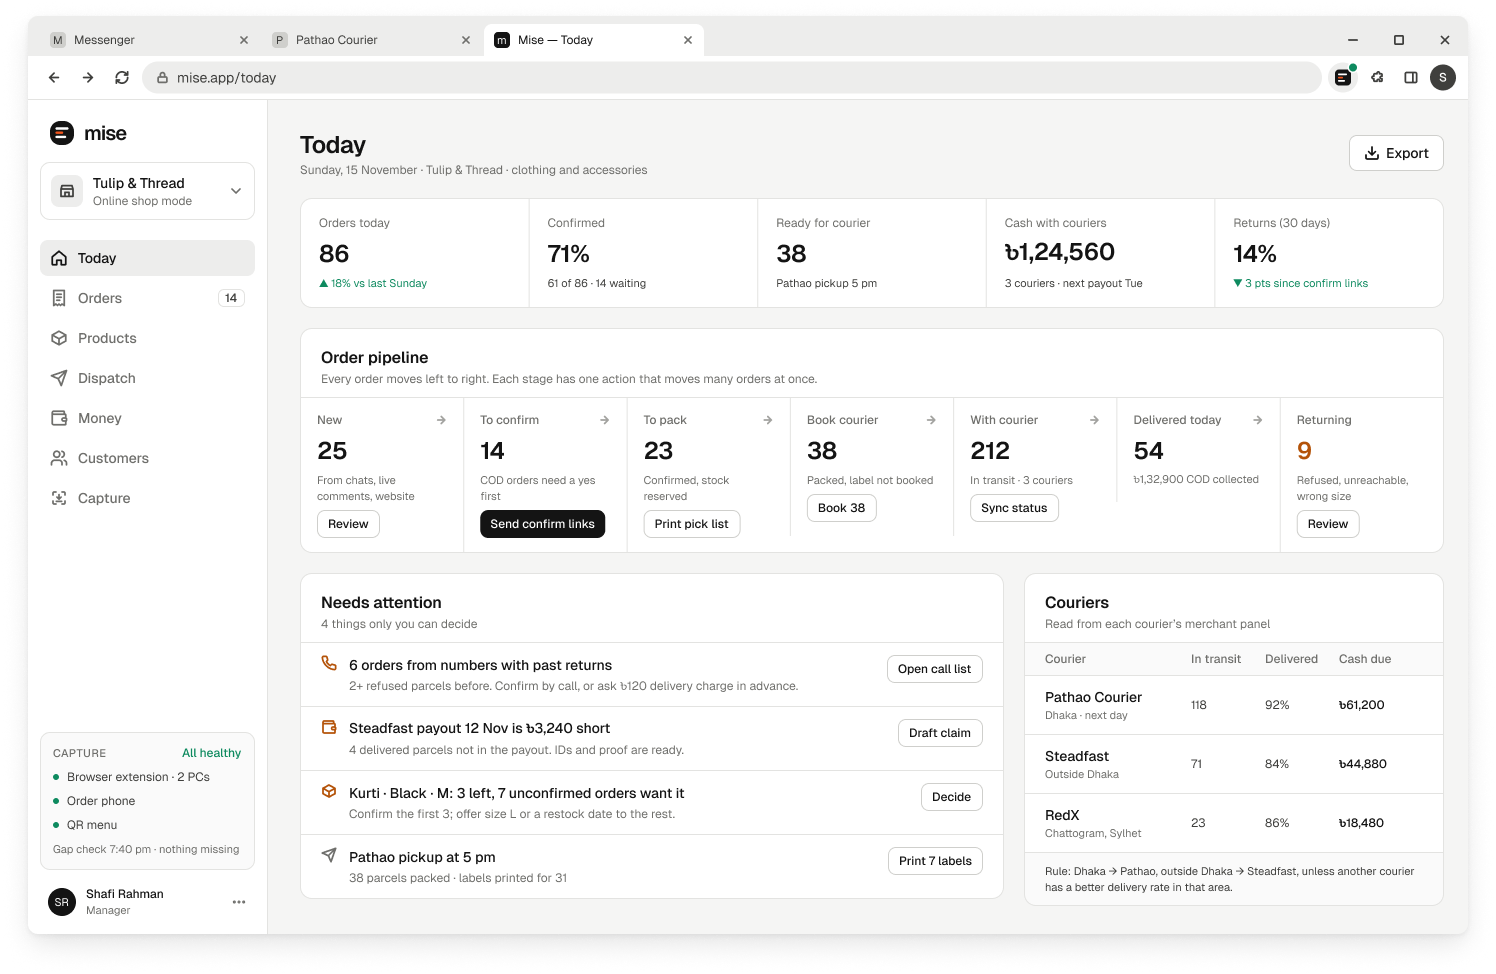 M Messenger
P Pathao Courier
m Mise — Today
mise.app/today
S
mise
Tulip & Thread
Online shop mode
Today
Orders 14
Products
Dispatch
Money
Customers
Capture
CAPTURE All healthy
Browser extension · 2 PCs
Order phone
QR menu
Gap check 7:40 pm · nothing missing
SR
Shafi Rahman
Manager
Today
Sunday, 15 November · Tulip & Thread · clothing and accessories
Export
Orders today
86
▲ 18% vs last Sunday
Confirmed
71%
61 of 86 · 14 waiting
Ready for courier
38
Pathao pickup 5 pm
Cash with couriers
৳1,24,560
3 couriers · next payout Tue
Returns (30 days)
14%
▼ 3 pts since confirm links
Order pipeline
Every order moves left to right. Each stage has one action that moves many orders at once.
New →
25
From chats, live
comments, website
Review
To confirm →
14
COD orders need a yes
first
Send confirm links
To pack →
23
Confirmed, stock
reserved
Print pick list
Book courier →
38
Packed, label not booked
Book 38
With courier →
212
In transit · 3 couriers
Sync status
Delivered today →
54
৳1,32,900 COD collected
Returning
9
Refused, unreachable,
wrong size
Review
Needs attention
4 things only you can decide
6 orders from numbers with past returns
2+ refused parcels before. Confirm by call, or ask ৳120 delivery charge in advance.
Open call list
Steadfast payout 12 Nov is ৳3,240 short
4 delivered parcels not in the payout. IDs and proof are ready.
Draft claim
Kurti · Black · M: 3 left, 7 unconfirmed orders want it
Confirm the first 3; offer size L or a restock date to the rest.
Decide
Pathao pickup at 5 pm
38 parcels packed · labels printed for 31
Print 7 labels
Couriers
Read from each courier's merchant panel
Courier In transit Delivered Cash due
Pathao Courier 118 92% ৳61,200
Dhaka · next day
Steadfast 71 84% ৳44,880
Outside Dhaka
RedX 23 86% ৳18,480
Chattogram, Sylhet
Rule: Dhaka → Pathao, outside Dhaka → Steadfast, unless another courier
has a better delivery rate in that area.